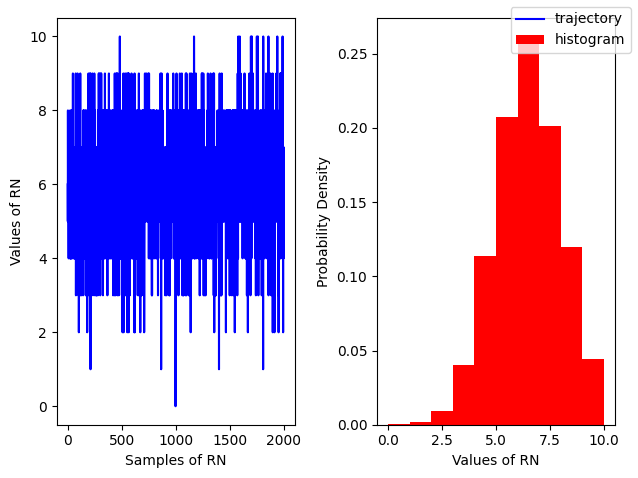 trajectory
histogram
10
8
6
4
2
0
Values of RN
0 500 1000 1500 2000
Samples of RN
0.25
0.20
0.15
0.10
0.05
0.00
Probability Density
0.0 2.5 5.0 7.5 10.0
Values of RN